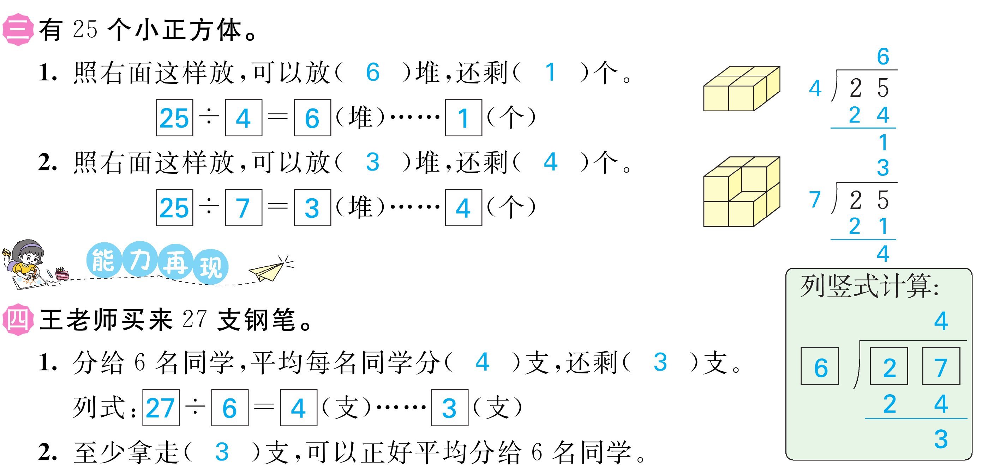 三 有 25 个小正方体。
1. 照右面这样放,可以放( 6 )堆,还剩( 1 )个。
25 ÷ 4 = 6 (堆)…… 1 (个)
6
4 2 5
2 4
1
2. 照右面这样放,可以放( 3 )堆,还剩( 4 )个。
25 ÷ 7 = 3 (堆)…… 4 (个)
3
7 2 5
2 1
4
能力再现
四 王老师买来 27 支钢笔。
1. 分给 6 名同学,平均每名同学分( 4 )支,还剩( 3 )支。
列式: 27 ÷ 6 = 4 (支)…… 3 (支)
2. 至少拿走( 3 )支,可以正好平均分给 6 名同学。
列竖式计算:
4
6 2 7
2 4
3